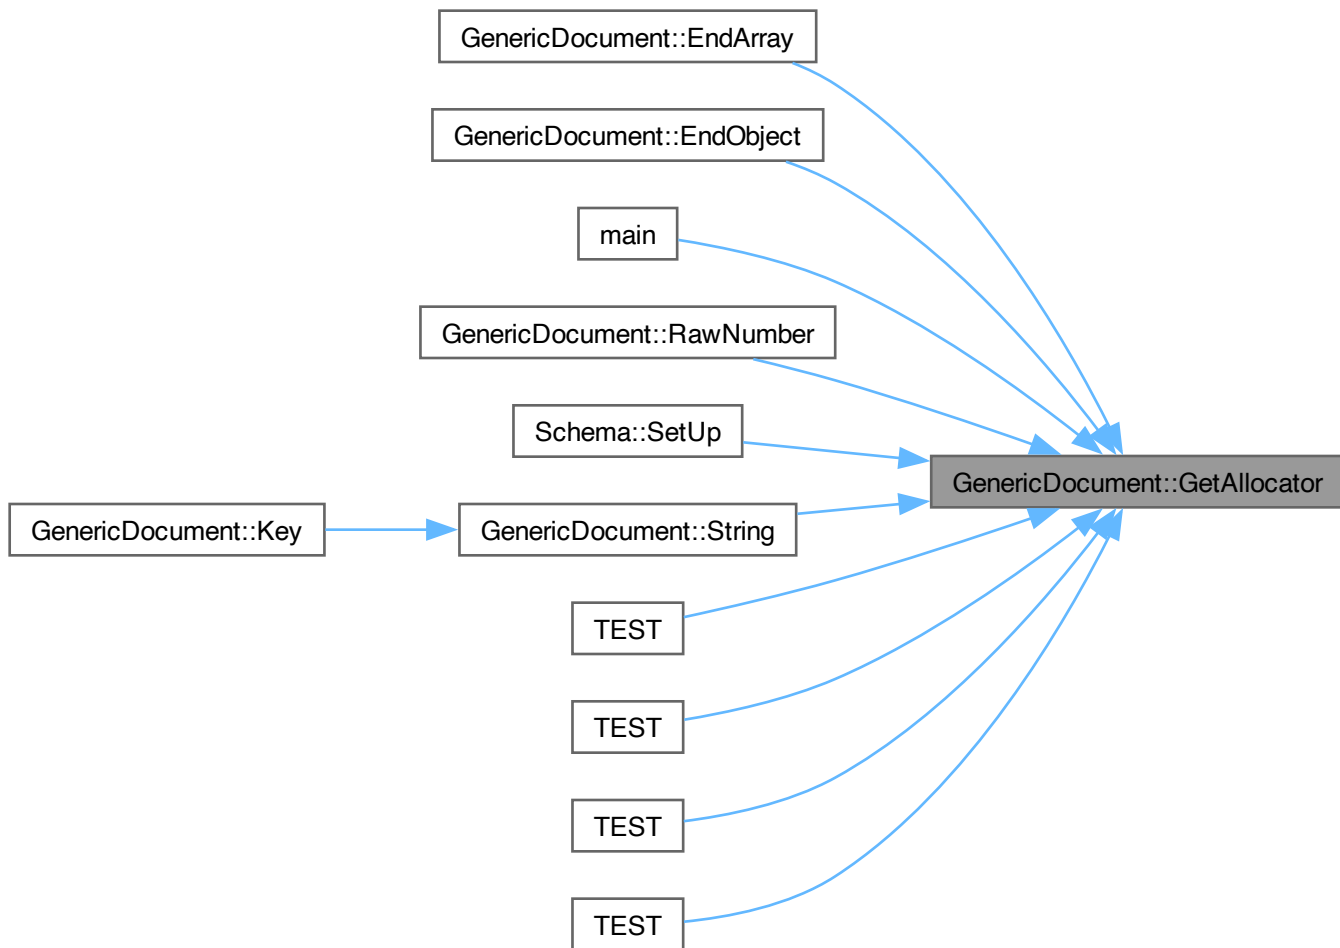 GenericDocument::EndArray
GenericDocument::EndObject
main
GenericDocument::RawNumber
Schema::SetUp
GenericDocument::GetAllocator
GenericDocument::Key
GenericDocument::String
TEST
TEST
TEST
TEST